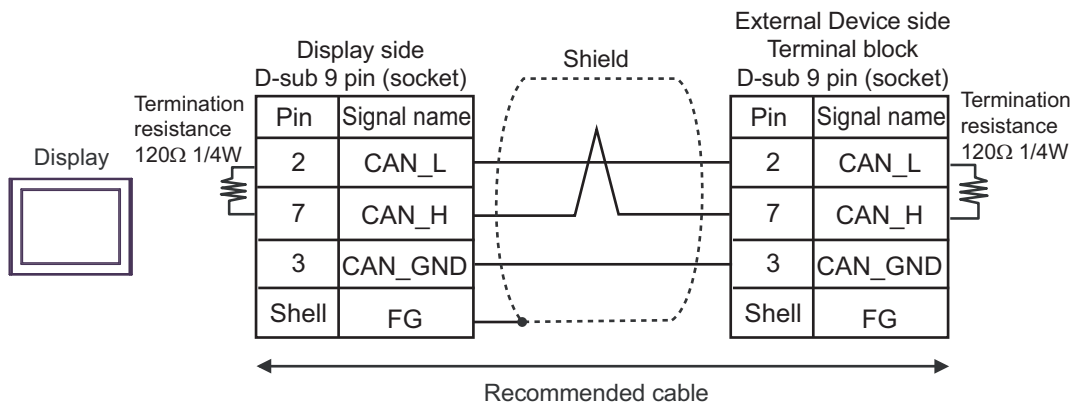 External Device side
Display side
Shield
Terminal block
D-sub 9 pin (socket)
D-sub 9 pin (socket)
Termination
resistance
120Ω 1/4W
Pin
Signal name
Pin
Signal name
Termination
resistance
120Ω 1/4W
Display
2
CAN_L
2
CAN_L
7
CAN_H
7
CAN_H
3
CAN_GND
3
CAN_GND
Shell
FG
Shell
FG
Recommended cable